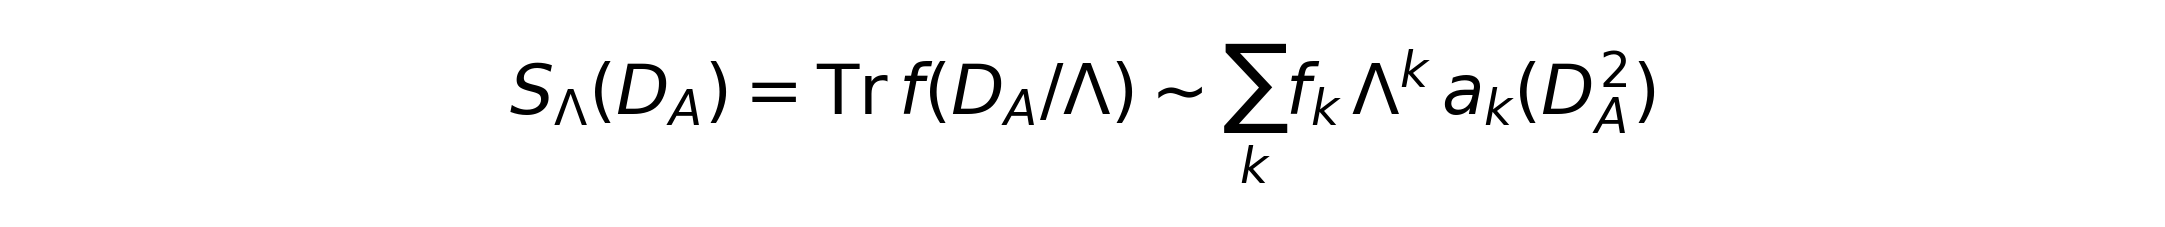 S_Λ(D_A) = Tr f(D_A/Λ) ∼ ∑_k f_k Λ^k a_k(D_A^2)